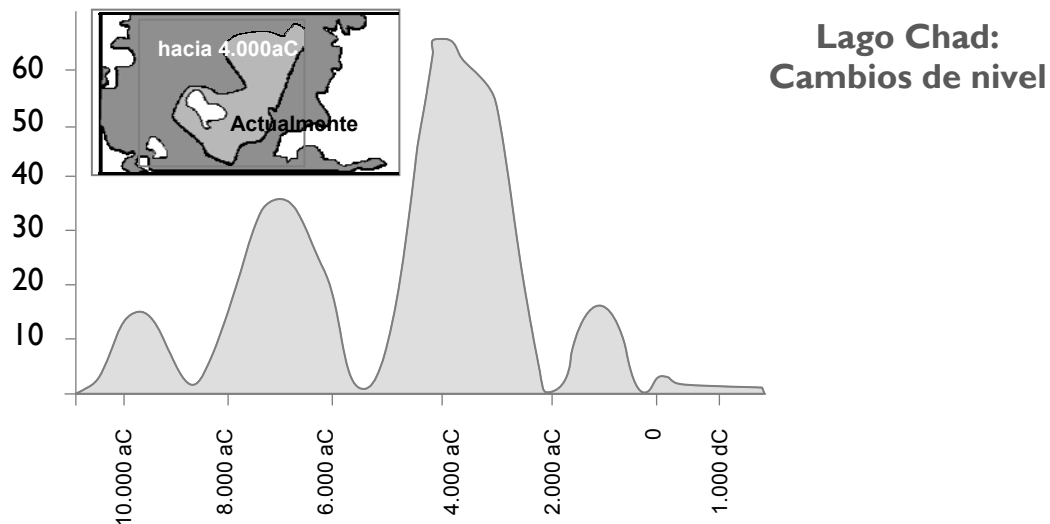 Lago Chad:
Cambios de nivel
hacia 4.000aC
Actualmonte
60
50
40
30
20
10
10.000 aC
8.000 aC
6.000 aC
4.000 aC
2.000 aC
0
1.000 dC